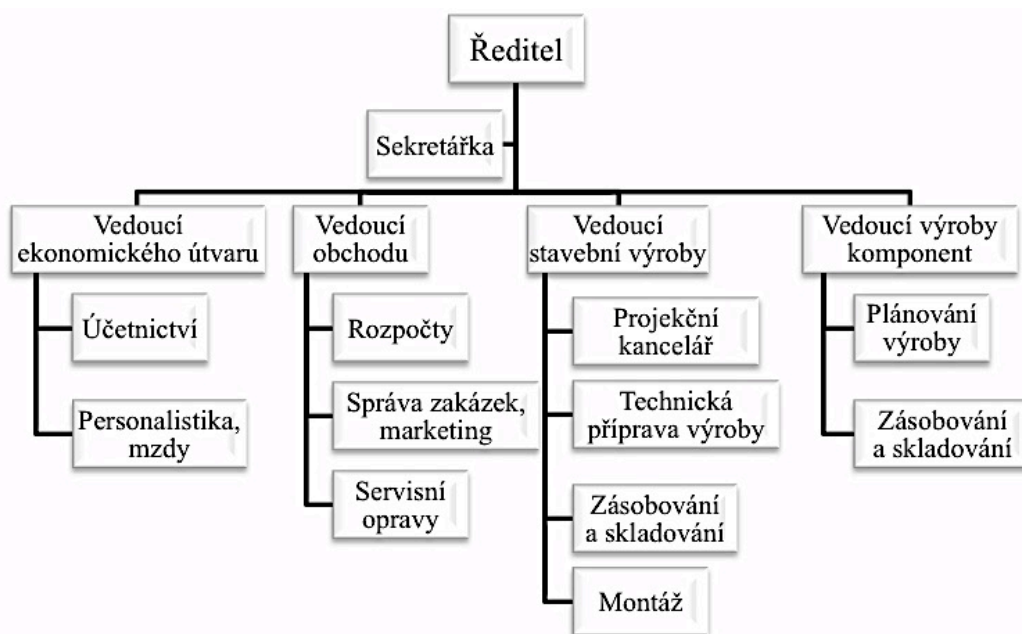 Ředitel
Sekretářka
Vedoucí
ekonomického útvaru
Účetnictví
Personalistika,
mzdy
Vedoucí
obchodu
Rozpočty
Správa zakázek,
marketing
Servisní
opravy
Vedoucí
stavební výroby
Projekční
kancelář
Technická
příprava výroby
Zásobování
a skladování
Montáž
Vedoucí výroby
komponent
Plánování
výroby
Zásobování
a skladování